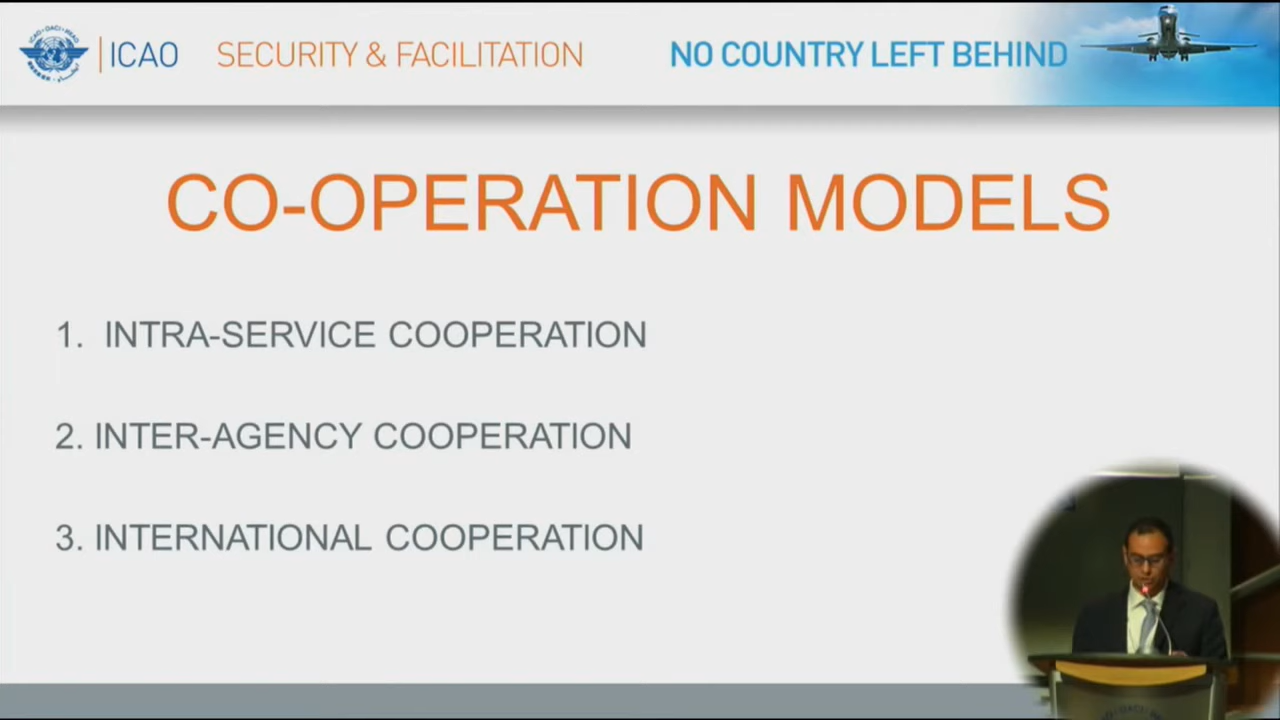 ICAO SECURITY & FACILITATION NO COUNTRY LEFT BEHIND
CO-OPERATION MODELS
1. INTRA-SERVICE COOPERATION
2. INTER-AGENCY COOPERATION
3. INTERNATIONAL COOPERATION